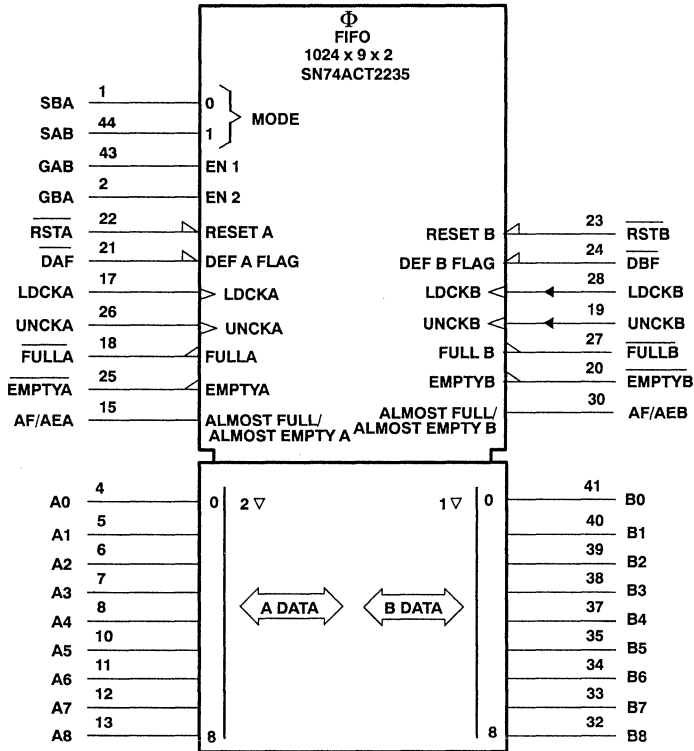 Φ
FIFO
1024 x 9 x 2
SN74ACT2235
SBA 1 0
MODE
SAB 44 1
GAB 43 EN 1
GBA 2 EN 2
RSTA 22 RESET A
RESET B 23 RSTB
DAF 21 DEF A FLAG
DEF B FLAG 24 DBF
LDCKA 17 LDCKA
LDCKB 28 LDCKB
UNCKA 26 UNCKA
UNCKB 19 UNCKB
FULLA 18 FULLA
FULL B 27 FULLB
EMPTYA 25 EMPTYA
EMPTYB 20 EMPTYB
AF/AEA 15 ALMOST FULL/
ALMOST EMPTY A
ALMOST FULL/ 30 AF/AEB
ALMOST EMPTY B
A0 4 0 2 ▽
1 ▽ 0 41 B0
A1 5
40 B1
A2 6
39 B2
A3 7
38 B3
A DATA
B DATA
A4 8
37 B4
A5 10
35 B5
A6 11
34 B6
A7 12
33 B7
A8 13 8
8 32 B8